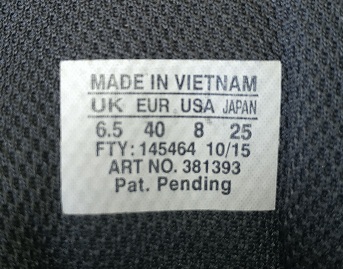 MADE IN VIETNAM
UK EUR USA JAPAN
6.5 40 8 25
FTY: 145464 10/15
ART NO. 381393
Pat. Pending